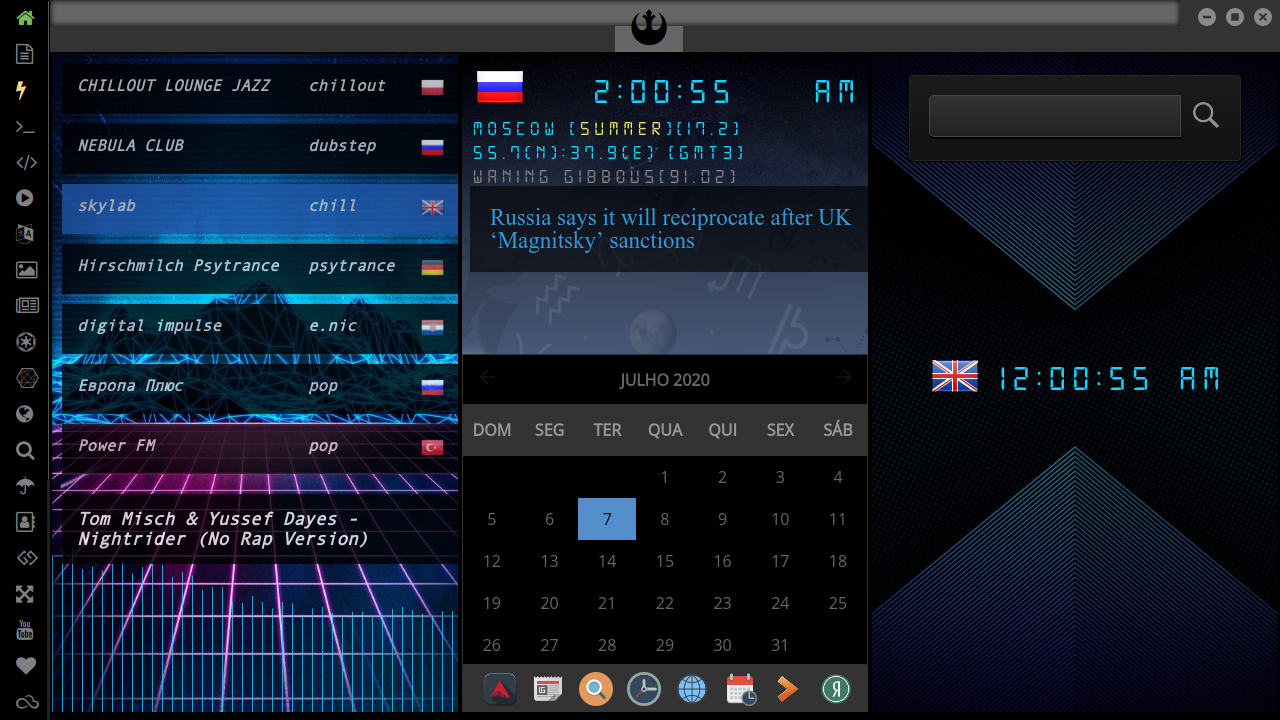 CHILLOUT LOUNGE JAZZ chillout
NEBULA CLUB dubstep
skylab chill
Hirschmilch Psytrance psytrance
digital impulse e.nic
Европа Плюс pop
Power FM pop
Tom Misch & Yussef Dayes -
Nightrider (No Rap Version)
2:00:55 AM
MOSCOW (SUMMER)(17.2)
55.7(N):37.9(E) (GMT3)
WANING GIBBOUS(91.02)
Russia says it will reciprocate after UK
‘Magnitsky’ sanctions
JULHO 2020
DOM SEG TER QUA QUI SEX SÁB
1 2 3 4
5 6 7 8 9 10 11
12 13 14 15 16 17 18
19 20 21 22 23 24 25
26 27 28 29 30 31
12:00:55 AM
You
Tube
Я